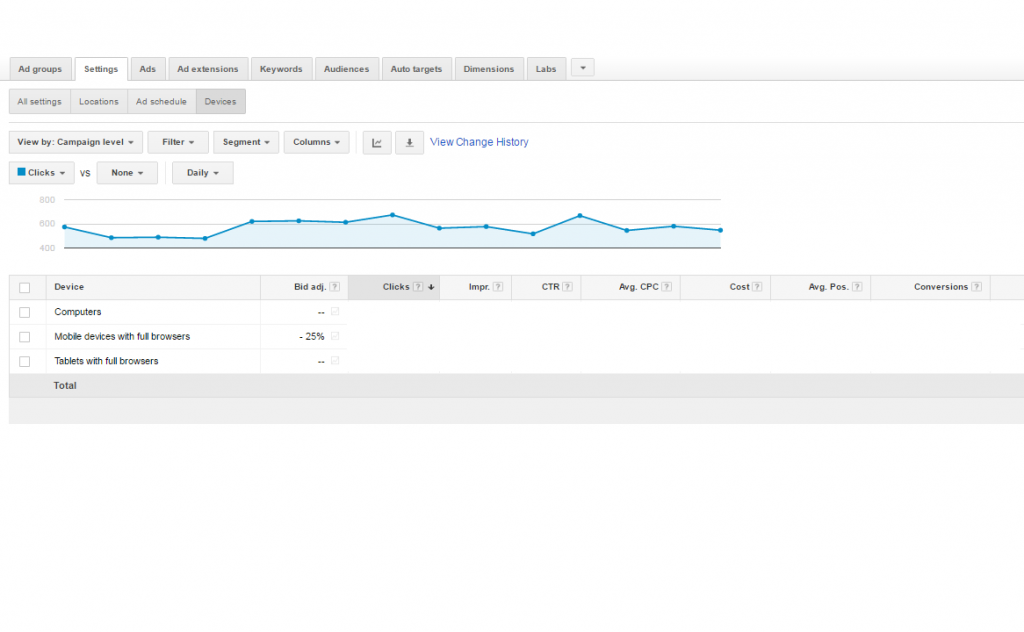 Ad groups Settings Ads Ad extensions Keywords Audiences Auto targets Dimensions Labs
All settings Locations Ad schedule Devices
View by: Campaign level Filter Segment Columns View Change History
Clicks vs None Daily
800
600
400
Device Bid adj. ? Clicks ? Impr. ? CTR ? Avg. CPC ? Cost ? Avg. Pos. ? Conversions ?
Computers --
Mobile devices with full browsers - 25%
Tablets with full browsers --
Total